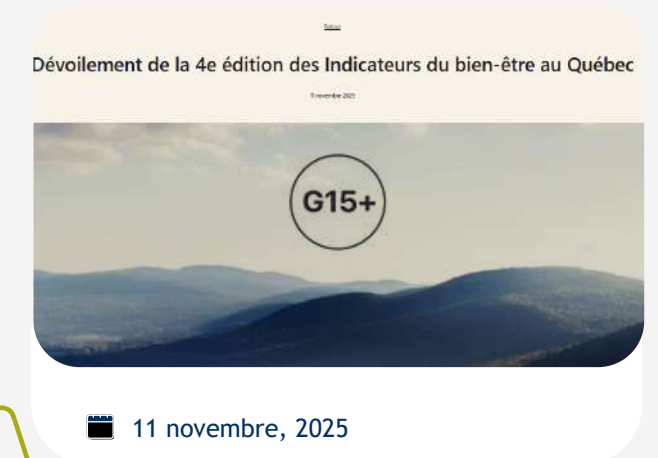 Retour
Dévoilement de la 4e édition des Indicateurs du bien-être au Québec
11 novembre 2025
G15+
11 novembre, 2025